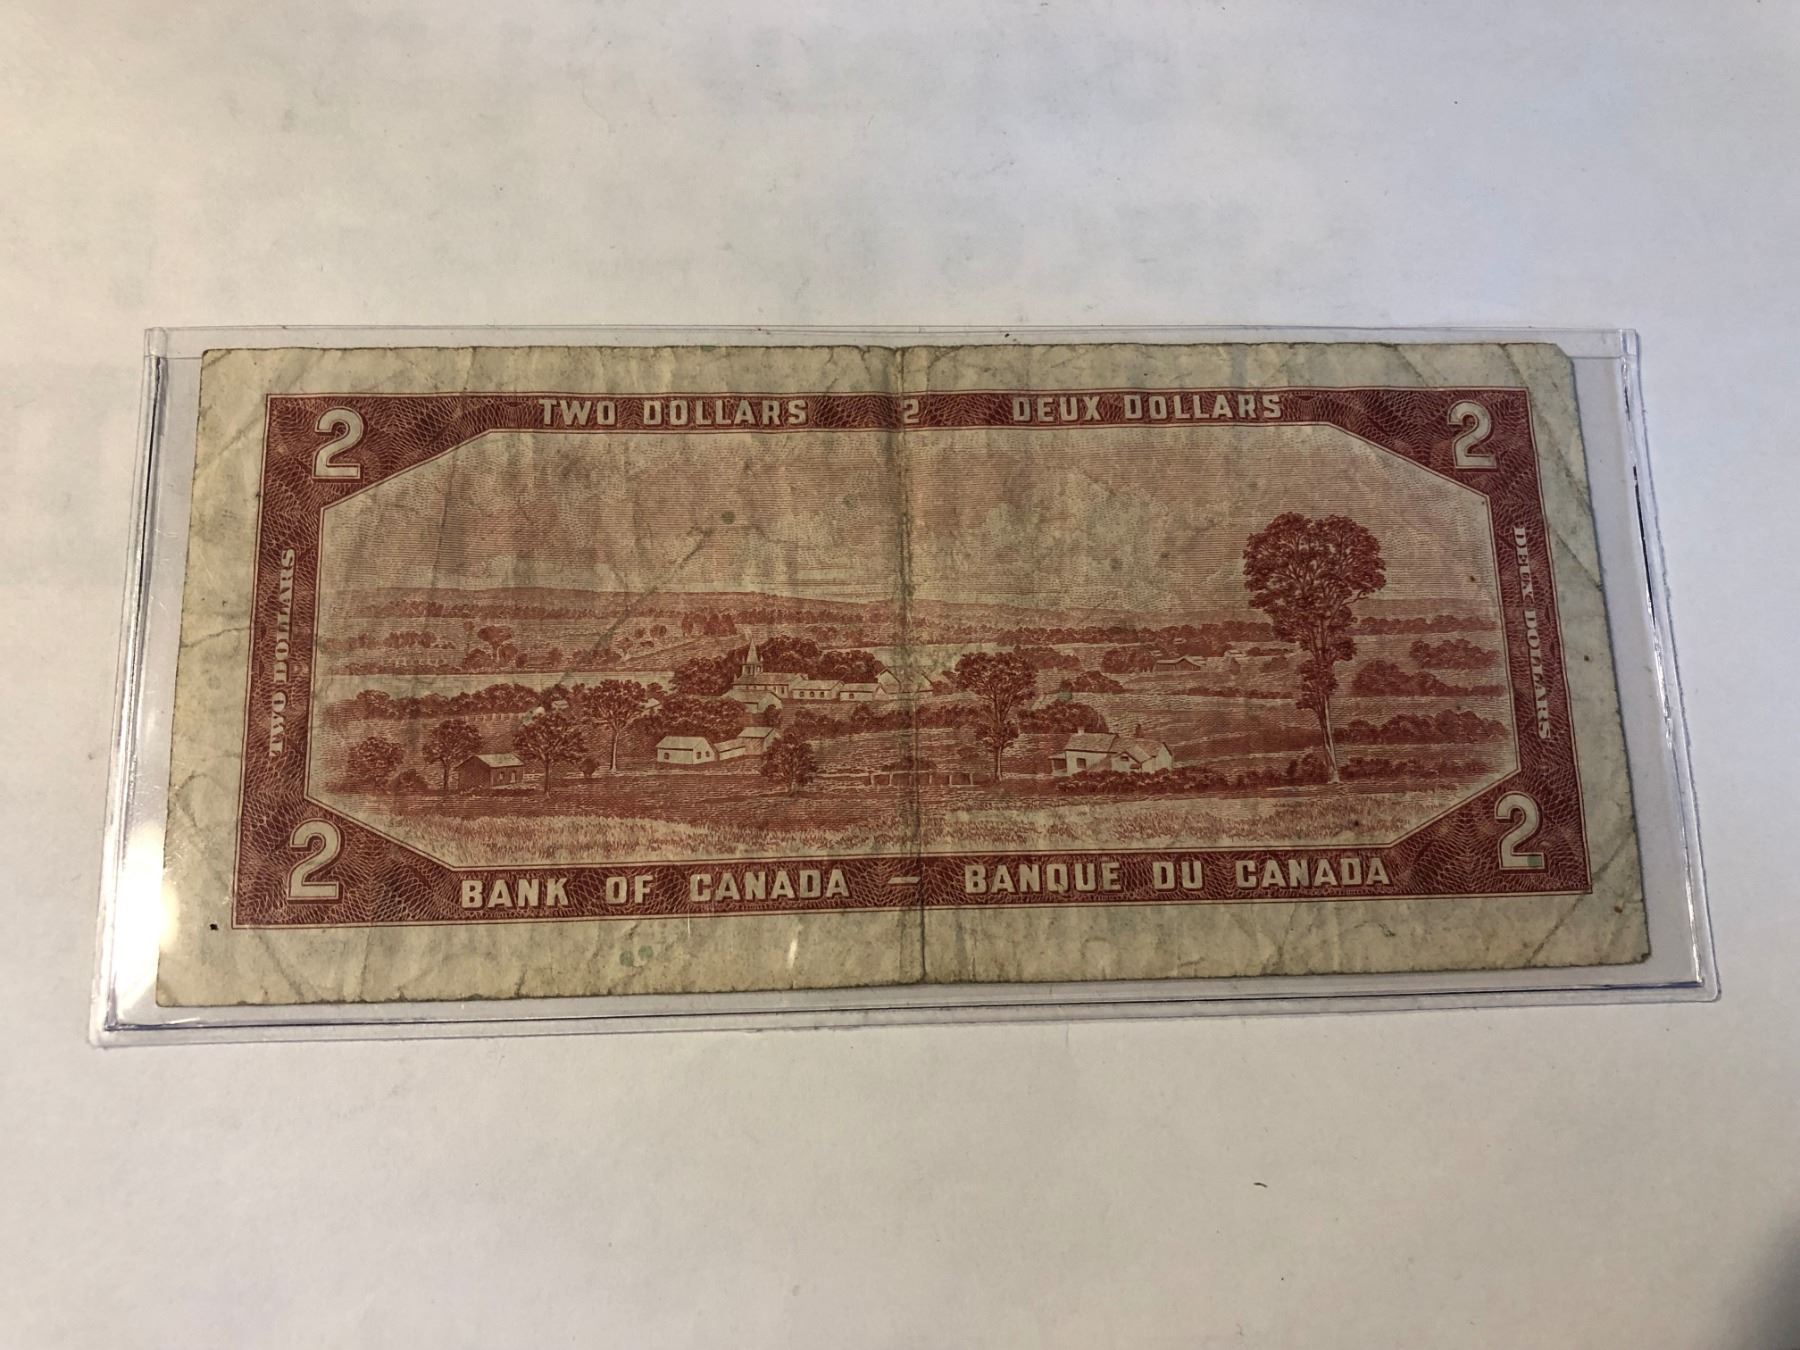 2 TWO DOLLARS 2 DEUX DOLLARS 2
TWO DOLLARS
DEUX DOLLARS
2 BANK OF CANADA — BANQUE DU CANADA 2